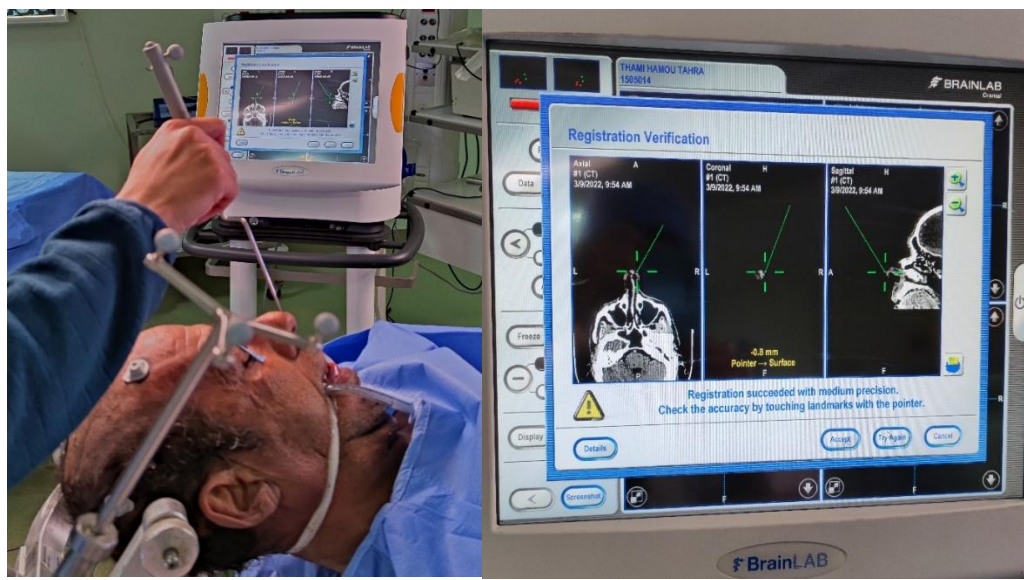 BRAINLAB
BrainLAB
THAMI HAMOU TAHRA
1505014
BRAINLAB
Cranial
Registration Verification
Axial
A
#1 (CT)
3/9/2022, 9:54 AM
L
R
P
Coronal
H
#1 (CT)
3/9/2022, 9:54 AM
L
R
-0.8 mm
Pointer → Surface
F
Sagittal
H
#1 (CT)
3/9/2022, 9:54 AM
A
F
Registration succeeded with medium precision.
Check the accuracy by touching landmarks with the pointer.
Details
Accept
Try Again
Cancel
Data
Freeze
Display
Screenshot
R
R
F
F
BrainLAB